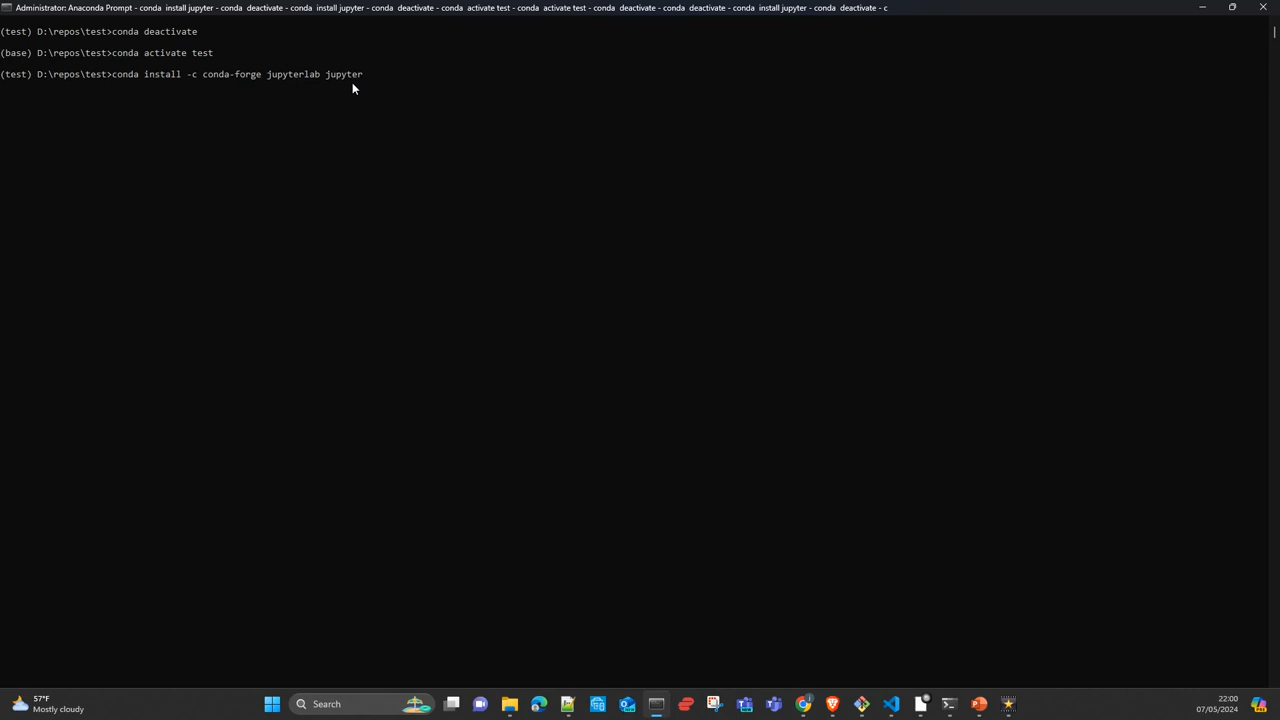 Administrator: Anaconda Prompt - conda  install jupyter - conda  deactivate - conda  install jupyter - conda  deactivate - conda  activate test - conda  activate test - conda  deactivate - conda  deactivate - conda  install jupyter - conda  deactivate - c
(test) D:\repos\test>conda deactivate
(base) D:\repos\test>conda activate test
(test) D:\repos\test>conda install -c conda-forge jupyterlab jupyter
57°F
Mostly cloudy
Search
22:00
07/05/2024